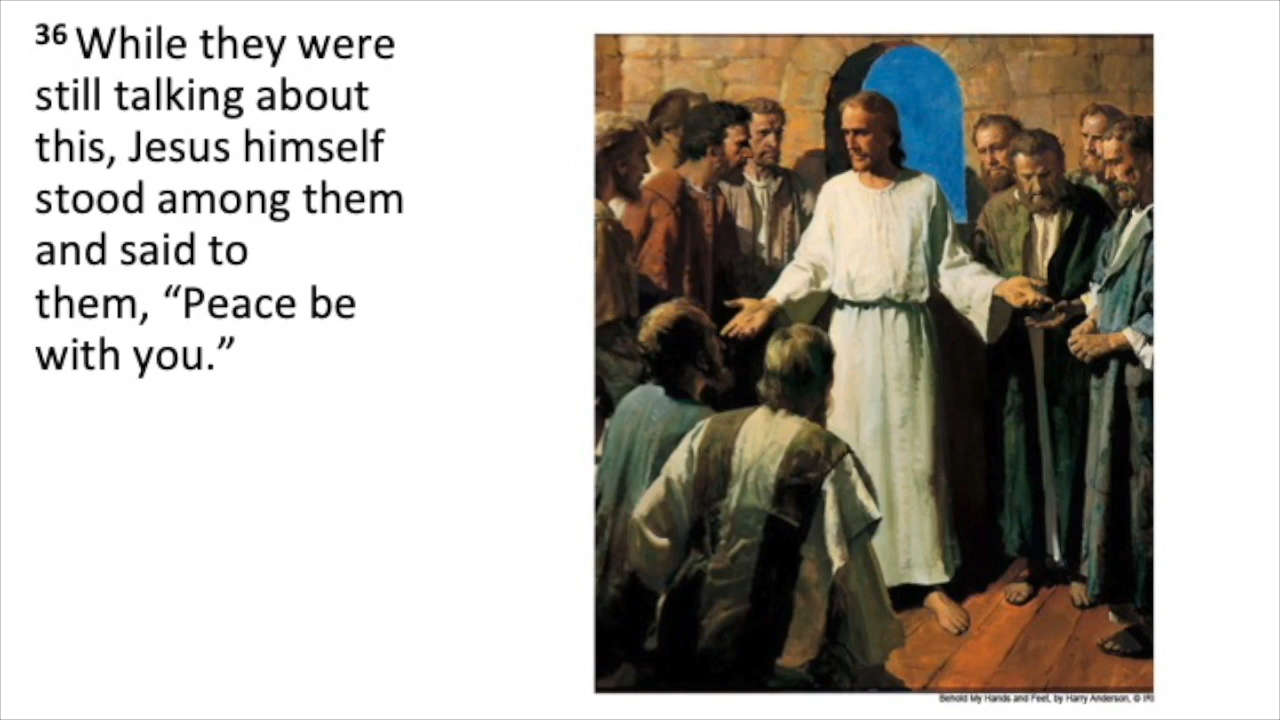 36 While they were
still talking about
this, Jesus himself
stood among them
and said to
them, “Peace be
with you.”
Behold My Hands and Feet, by Harry Anderson, © IRI